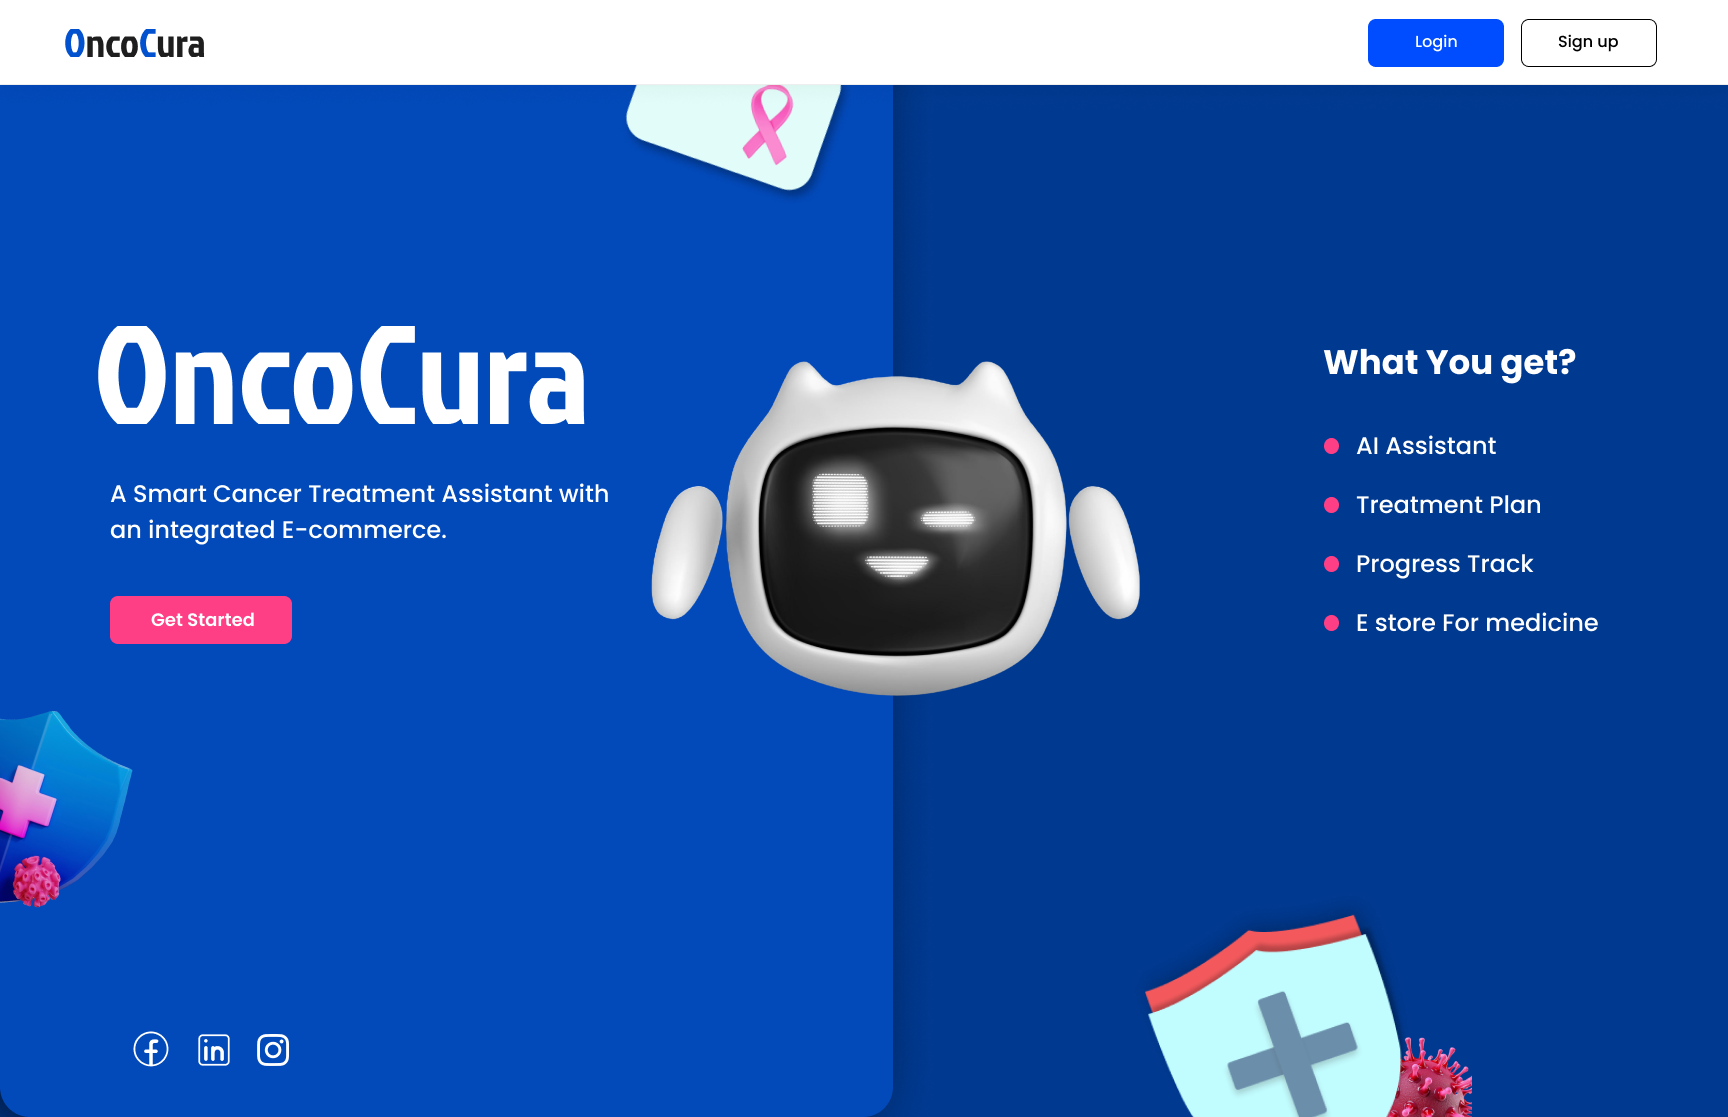 OncoCura
Login
Sign up
OncoCura
A Smart Cancer Treatment Assistant with
an integrated E-commerce.
Get Started
What You get?
AI Assistant
Treatment Plan
Progress Track
E store For medicine